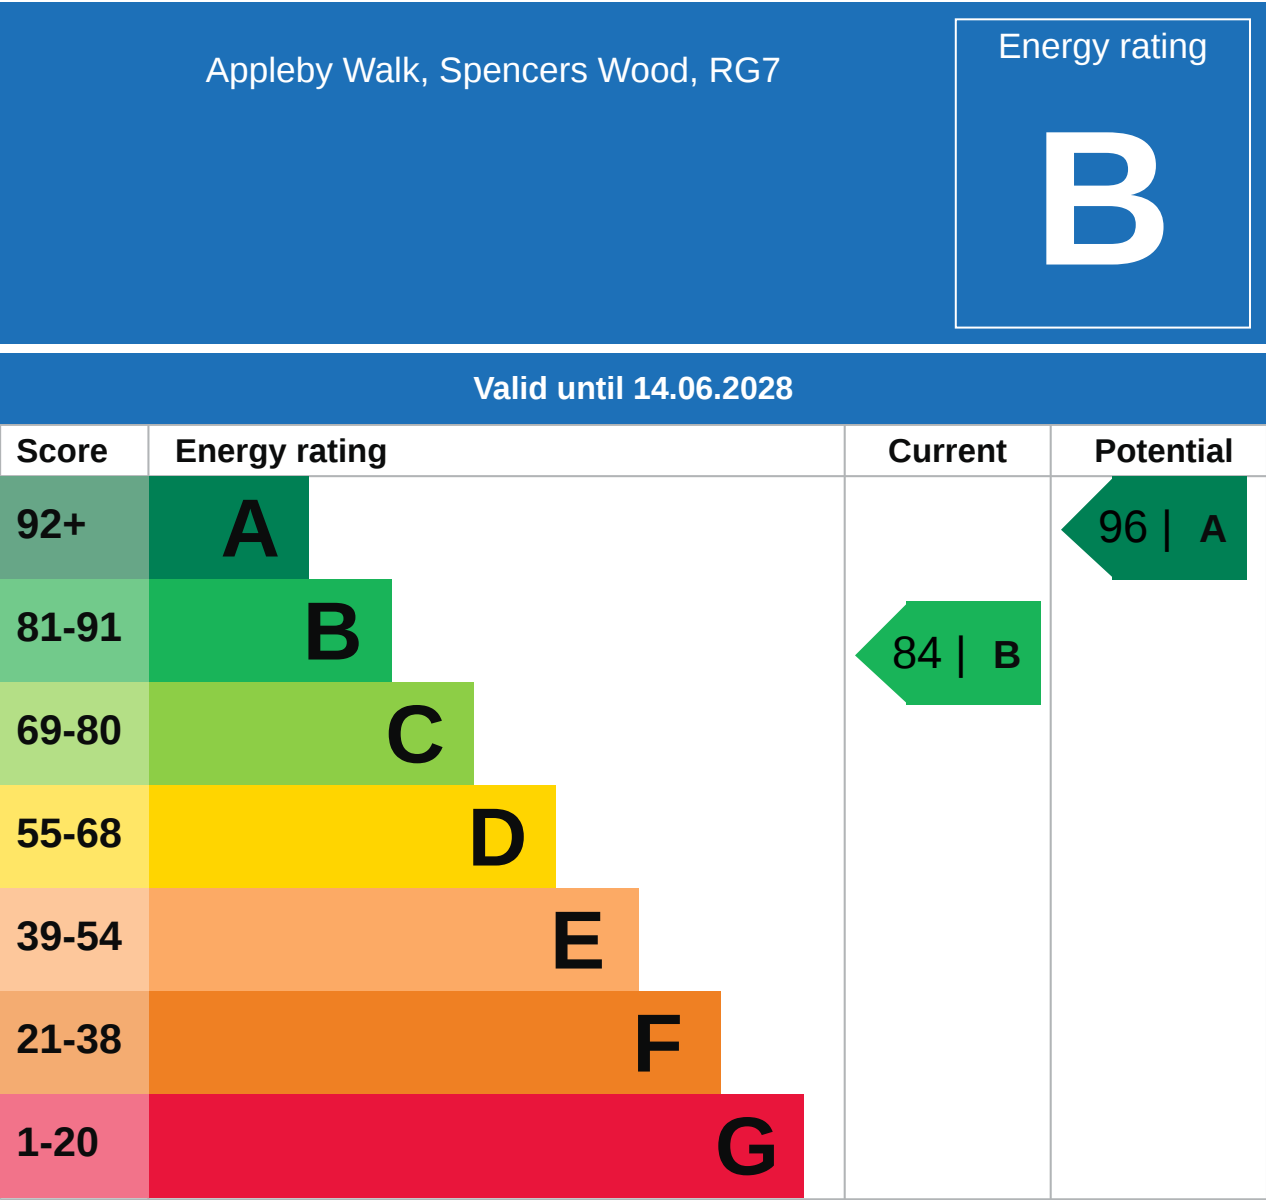 Appleby Walk, Spencers Wood, RG7
Energy rating
B
Valid until 14.06.2028
Score Energy rating Current Potential
92+ A 96 | A
81-91 B 84 | B
69-80 C
55-68 D
39-54 E
21-38 F
1-20 G